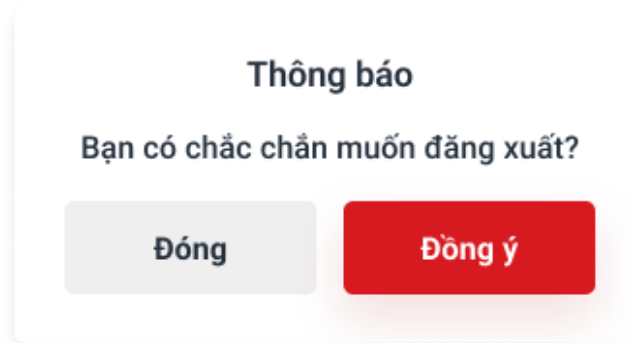 Thông báo
Bạn có chắc chắn muốn đăng xuất?
Đóng
Đồng ý